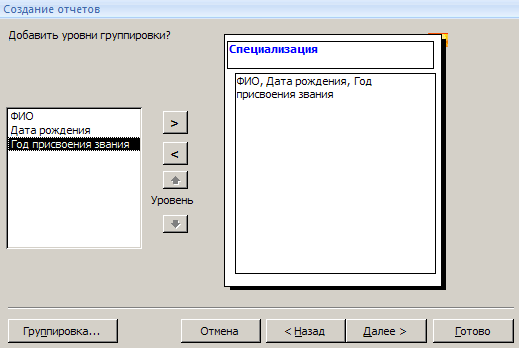 Создание отчетов
Добавить уровни группировки?
Специализация
ФИО, Дата рождения, Год
присвоения звания
ФИО
Дата рождения
Год присвоения звания
>
<
Уровень
Группировка...
Отмена
< Назад
Далее >
Готово